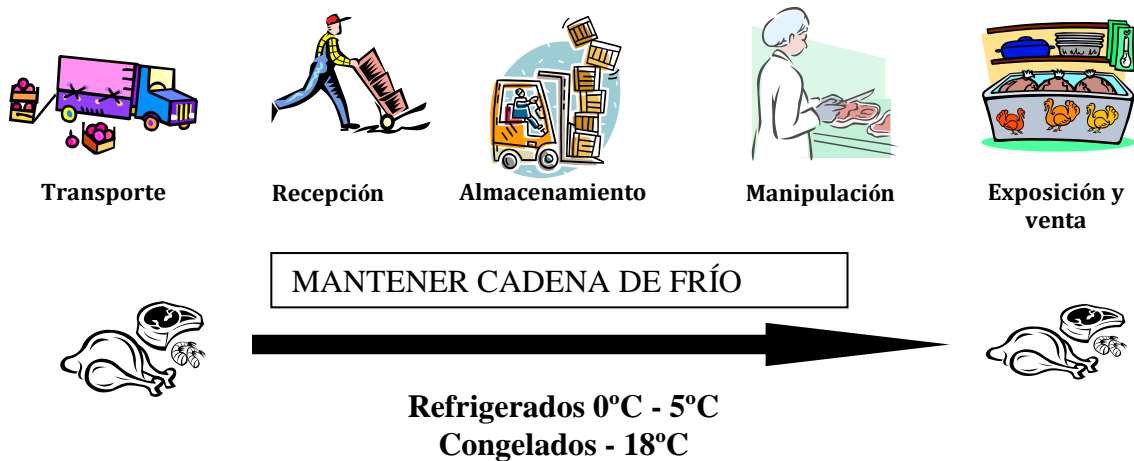 Transporte
Recepción
Almacenamiento
Manipulación
Exposición y
venta
MANTENER CADENA DE FRÍO
Refrigerados 0ºC - 5ºC
Congelados - 18ºC